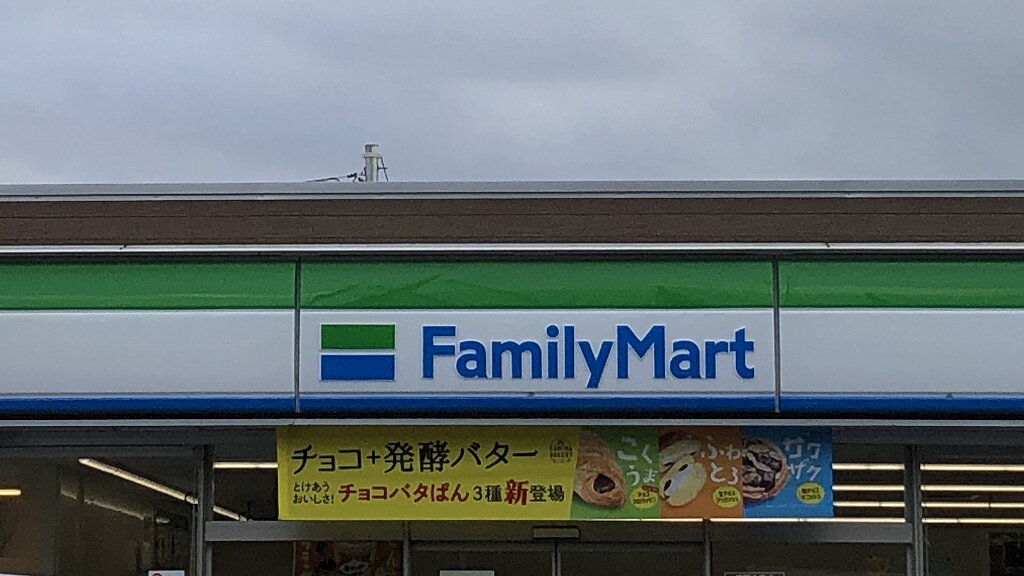 FamilyMart
チョコ+発酵バター
とけあう
おいしさ!
チョコバタぱん3種新登場
FAMIMA
BAKERY
こく
うま
ふわ
とろ
ザク
ザク